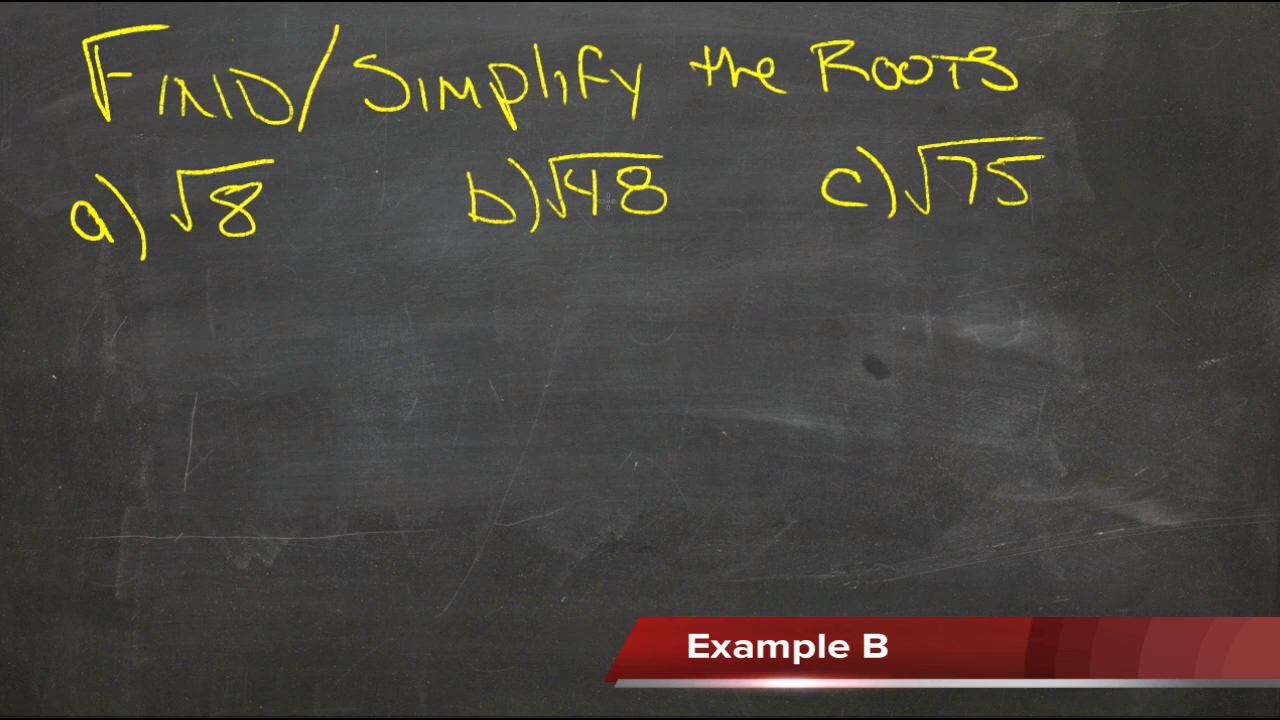 Find/Simplify the Roots
a) √8 b) √48 c) √75
Example B